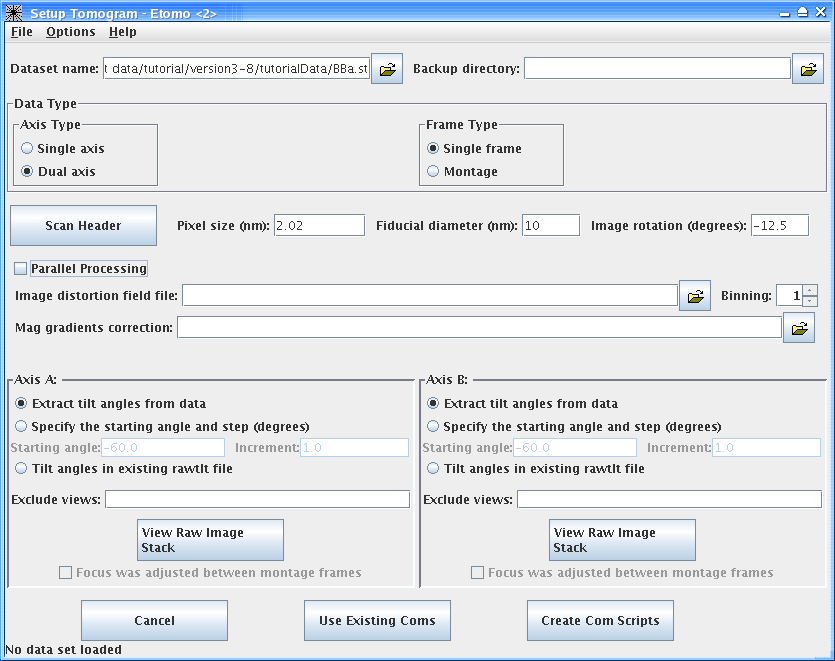 Setup Tomogram - Etomo <2>
File Options Help
Dataset name: t data/tutorial/version3-8/tutorialData/BBa.st Backup directory:
Data Type
Axis Type Frame Type
Single axis Single frame
Dual axis Montage
Scan Header Pixel size (nm): 2.02 Fiducial diameter (nm): 10 Image rotation (degrees): -12.5
Parallel Processing
Image distortion field file: Binning: 1
Mag gradients correction:
Axis A: Axis B:
Extract tilt angles from data Extract tilt angles from data
Specify the starting angle and step (degrees) Specify the starting angle and step (degrees)
Starting angle: -60.0 Increment: 1.0 Starting angle: -60.0 Increment: 1.0
Tilt angles in existing rawtlt file Tilt angles in existing rawtlt file
Exclude views: Exclude views:
View Raw Image View Raw Image
Stack Stack
Focus was adjusted between montage frames Focus was adjusted between montage frames
Cancel Use Existing Coms Create Com Scripts
No data set loaded